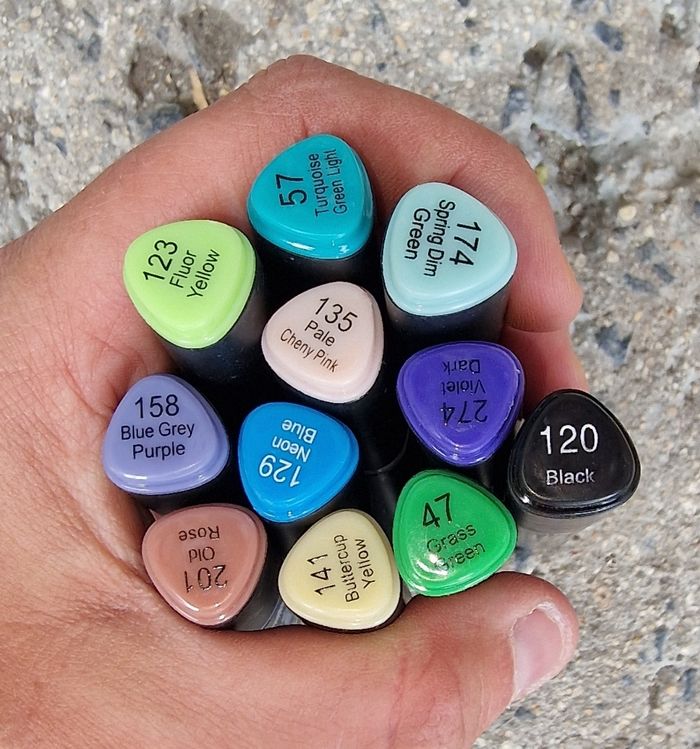 57
Turquoise
Green Light
174
Spring Dim
Green
123
Fluor
Yellow
135
Pale
Cheny Pink
274
Violet
Dark
158
Blue Grey
Purple
129
Neon
Blue
120
Black
47
Grass
Green
201
Old
Rose
141
Buttercup
Yellow